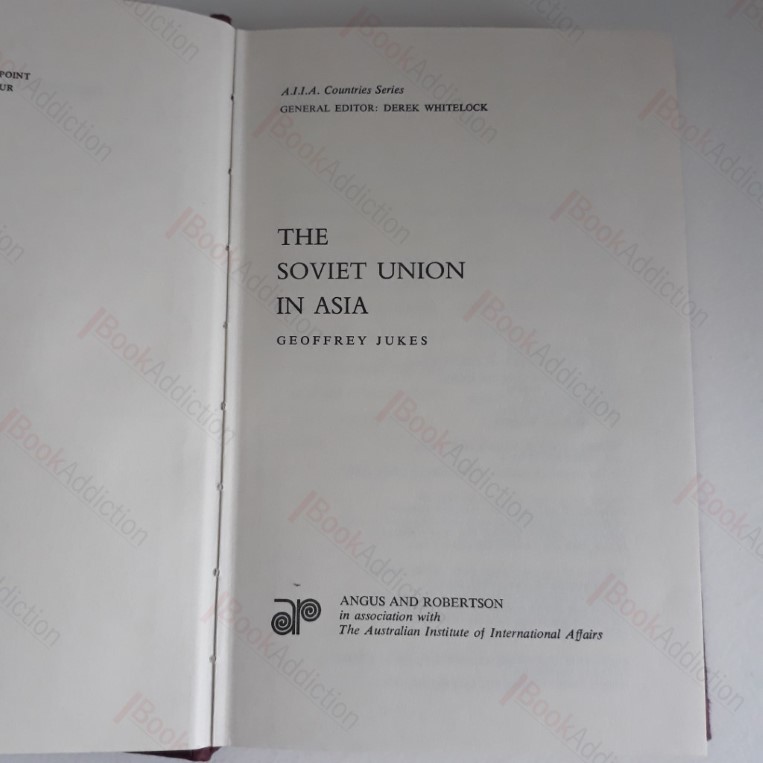 POINT
UR
A.I.I.A. Countries Series
GENERAL EDITOR: DEREK WHITELOCK
THE
SOVIET UNION
IN ASIA
GEOFFREY JUKES
ANGUS AND ROBERTSON
in association with
The Australian Institute of International Affairs
BookAddiction